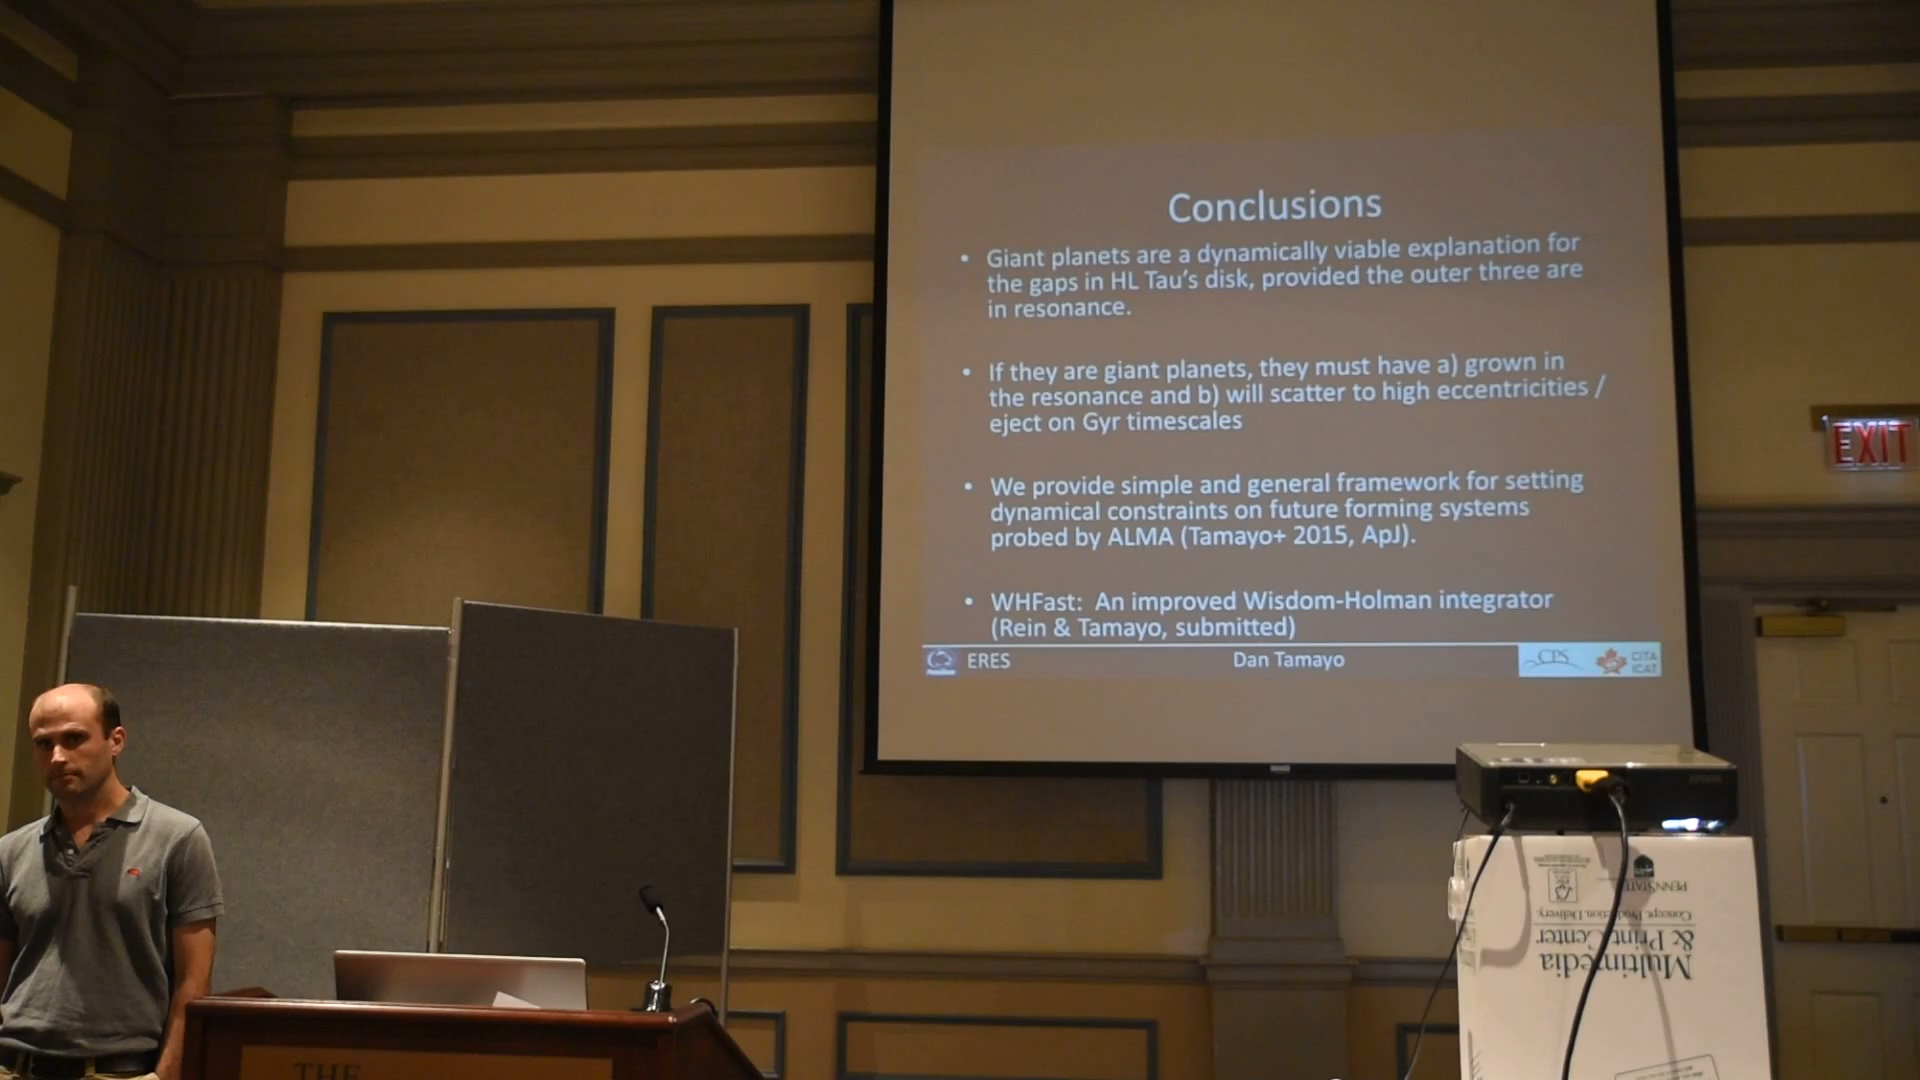 Conclusions
• Giant planets are a dynamically viable explanation for
the gaps in HL Tau's disk, provided the outer three are
in resonance.
• If they are giant planets, they must have a) grown in
the resonance and b) will scatter to high eccentricities /
eject on Gyr timescales
• We provide simple and general framework for setting
dynamical constraints on future forming systems
probed by ALMA (Tamayo+ 2015, ApJ).
• WHFast: An improved Wisdom-Holman integrator
(Rein & Tamayo, submitted)
ERES
Dan Tamayo
CPS
CITA
ICAT
EXIT
THE
Multimedia
& Print Center
Concept. Production. Delivery.
PENNSTATE